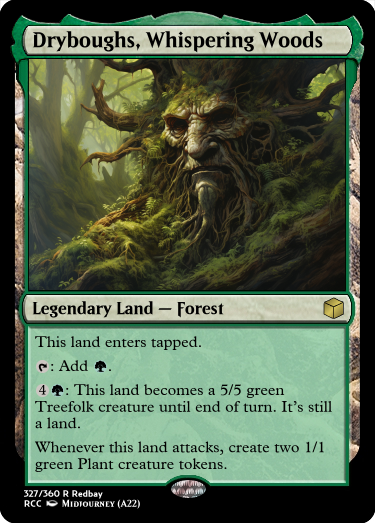 Dryboughs, Whispering Woods
Legendary Land — Forest
This land enters tapped.
: Add .
4 : This land becomes a 5/5 green
Treefolk creature until end of turn. It's still
a land.
Whenever this land attacks, create two 1/1
green Plant creature tokens.
327/360 R Redbay
RCC Midjourney (A22)